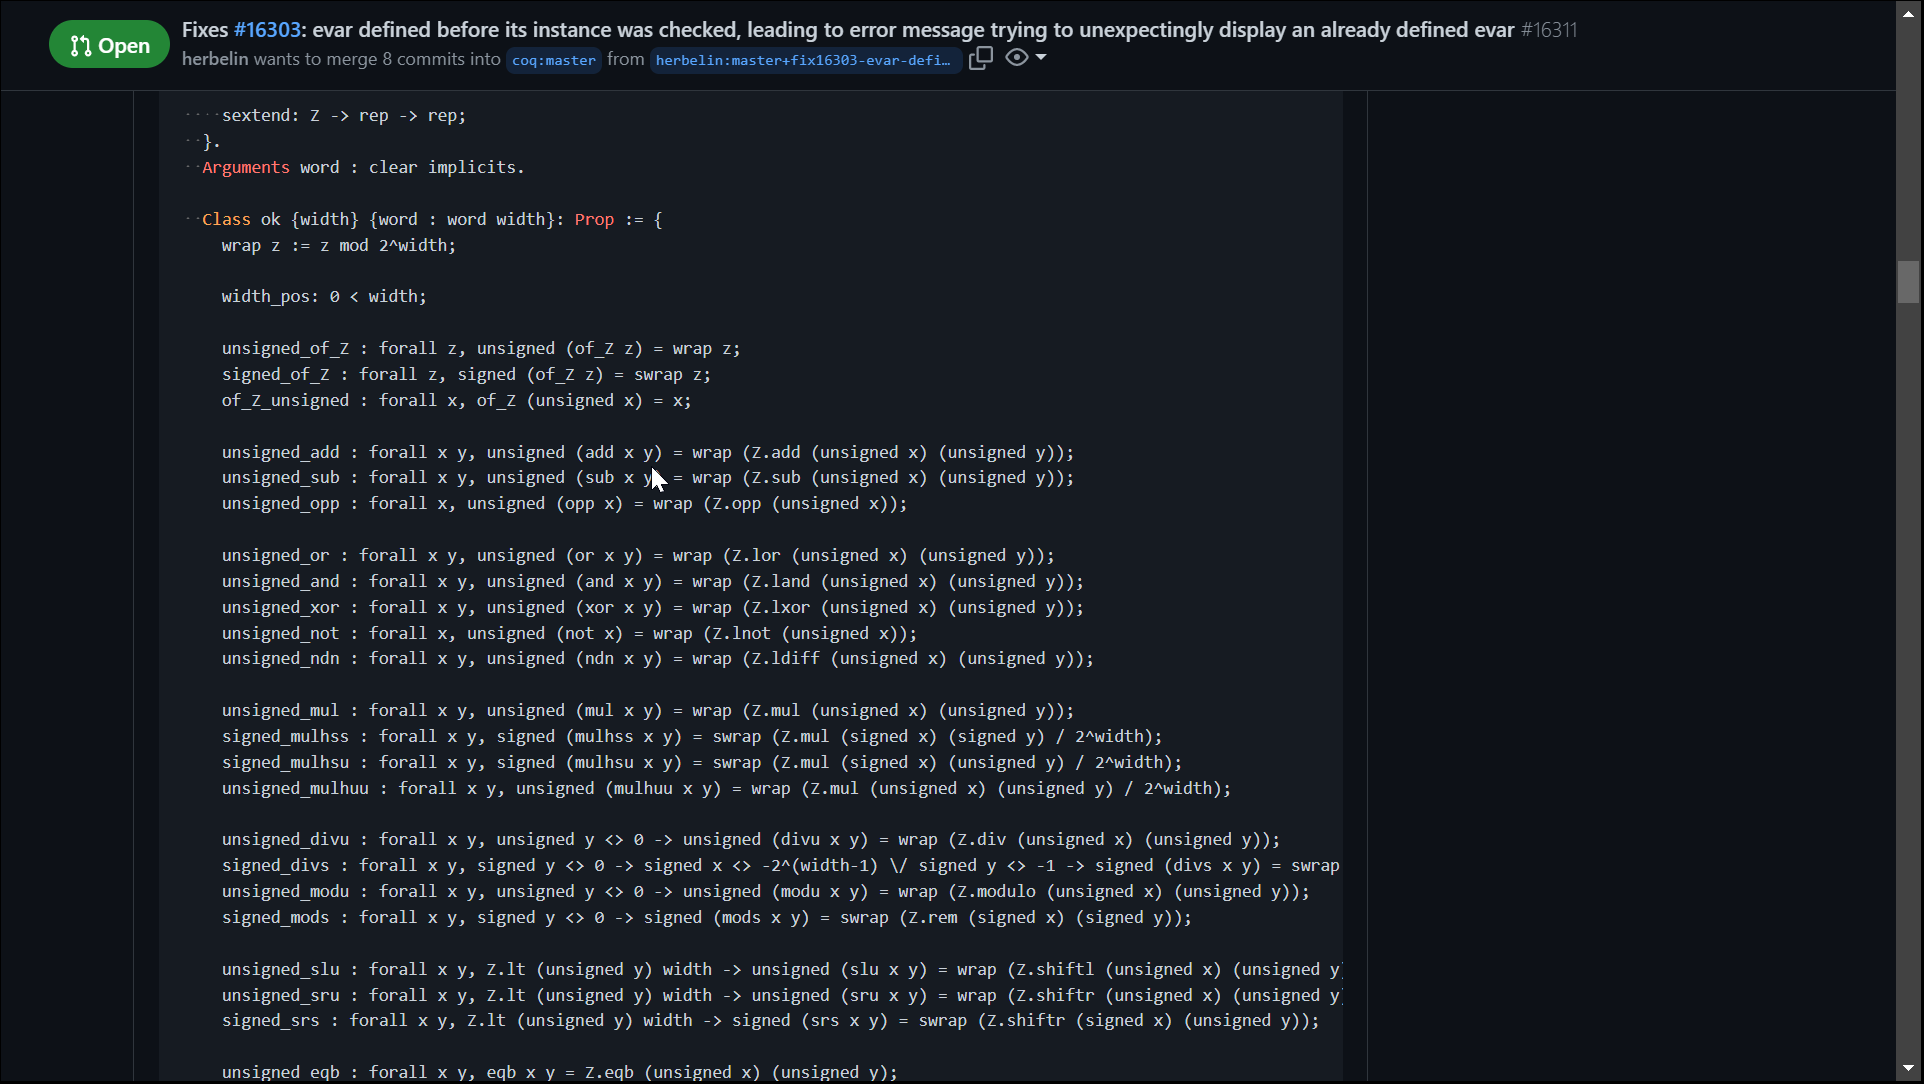 Open
Fixes #16303: evar defined before its instance was checked, leading to error message trying to unexpectingly display an already defined evar #16311
herbelin wants to merge 8 commits into coq:master from herbelin:master+fix16303-evar-defi…
····sextend: Z -> rep -> rep;
··}.
··Arguments word : clear implicits.
··Class ok {width} {word : word width}: Prop := {
wrap z := z mod 2^width;
width_pos: 0 < width;
unsigned_of_Z : forall z, unsigned (of_Z z) = wrap z;
signed_of_Z : forall z, signed (of_Z z) = swrap z;
of_Z_unsigned : forall x, of_Z (unsigned x) = x;
unsigned_add : forall x y, unsigned (add x y) = wrap (Z.add (unsigned x) (unsigned y));
unsigned_sub : forall x y, unsigned (sub x y) = wrap (Z.sub (unsigned x) (unsigned y));
unsigned_opp : forall x, unsigned (opp x) = wrap (Z.opp (unsigned x));
unsigned_or : forall x y, unsigned (or x y) = wrap (Z.lor (unsigned x) (unsigned y));
unsigned_and : forall x y, unsigned (and x y) = wrap (Z.land (unsigned x) (unsigned y));
unsigned_xor : forall x y, unsigned (xor x y) = wrap (Z.lxor (unsigned x) (unsigned y));
unsigned_not : forall x, unsigned (not x) = wrap (Z.lnot (unsigned x));
unsigned_ndn : forall x y, unsigned (ndn x y) = wrap (Z.ldiff (unsigned x) (unsigned y));
unsigned_mul : forall x y, unsigned (mul x y) = wrap (Z.mul (unsigned x) (unsigned y));
signed_mulhss : forall x y, signed (mulhss x y) = swrap (Z.mul (signed x) (signed y) / 2^width);
signed_mulhsu : forall x y, signed (mulhsu x y) = swrap (Z.mul (signed x) (unsigned y) / 2^width);
unsigned_mulhuu : forall x y, unsigned (mulhuu x y) = wrap (Z.mul (unsigned x) (unsigned y) / 2^width);
unsigned_divu : forall x y, unsigned y <> 0 -> unsigned (divu x y) = wrap (Z.div (unsigned x) (unsigned y));
signed_divs : forall x y, signed y <> 0 -> signed x <> -2^(width-1) \/ signed y <> -1 -> signed (divs x y) = swrap
unsigned_modu : forall x y, unsigned y <> 0 -> unsigned (modu x y) = wrap (Z.modulo (unsigned x) (unsigned y));
signed_mods : forall x y, signed y <> 0 -> signed (mods x y) = swrap (Z.rem (signed x) (signed y));
unsigned_slu : forall x y, Z.lt (unsigned y) width -> unsigned (slu x y) = wrap (Z.shiftl (unsigned x) (unsigned y)
unsigned_sru : forall x y, Z.lt (unsigned y) width -> unsigned (sru x y) = wrap (Z.shiftr (unsigned x) (unsigned y)
signed_srs : forall x y, Z.lt (unsigned y) width -> signed (srs x y) = swrap (Z.shiftr (signed x) (unsigned y));
unsigned_eqb : forall x y, eqb x y = Z.eqb (unsigned x) (unsigned y);